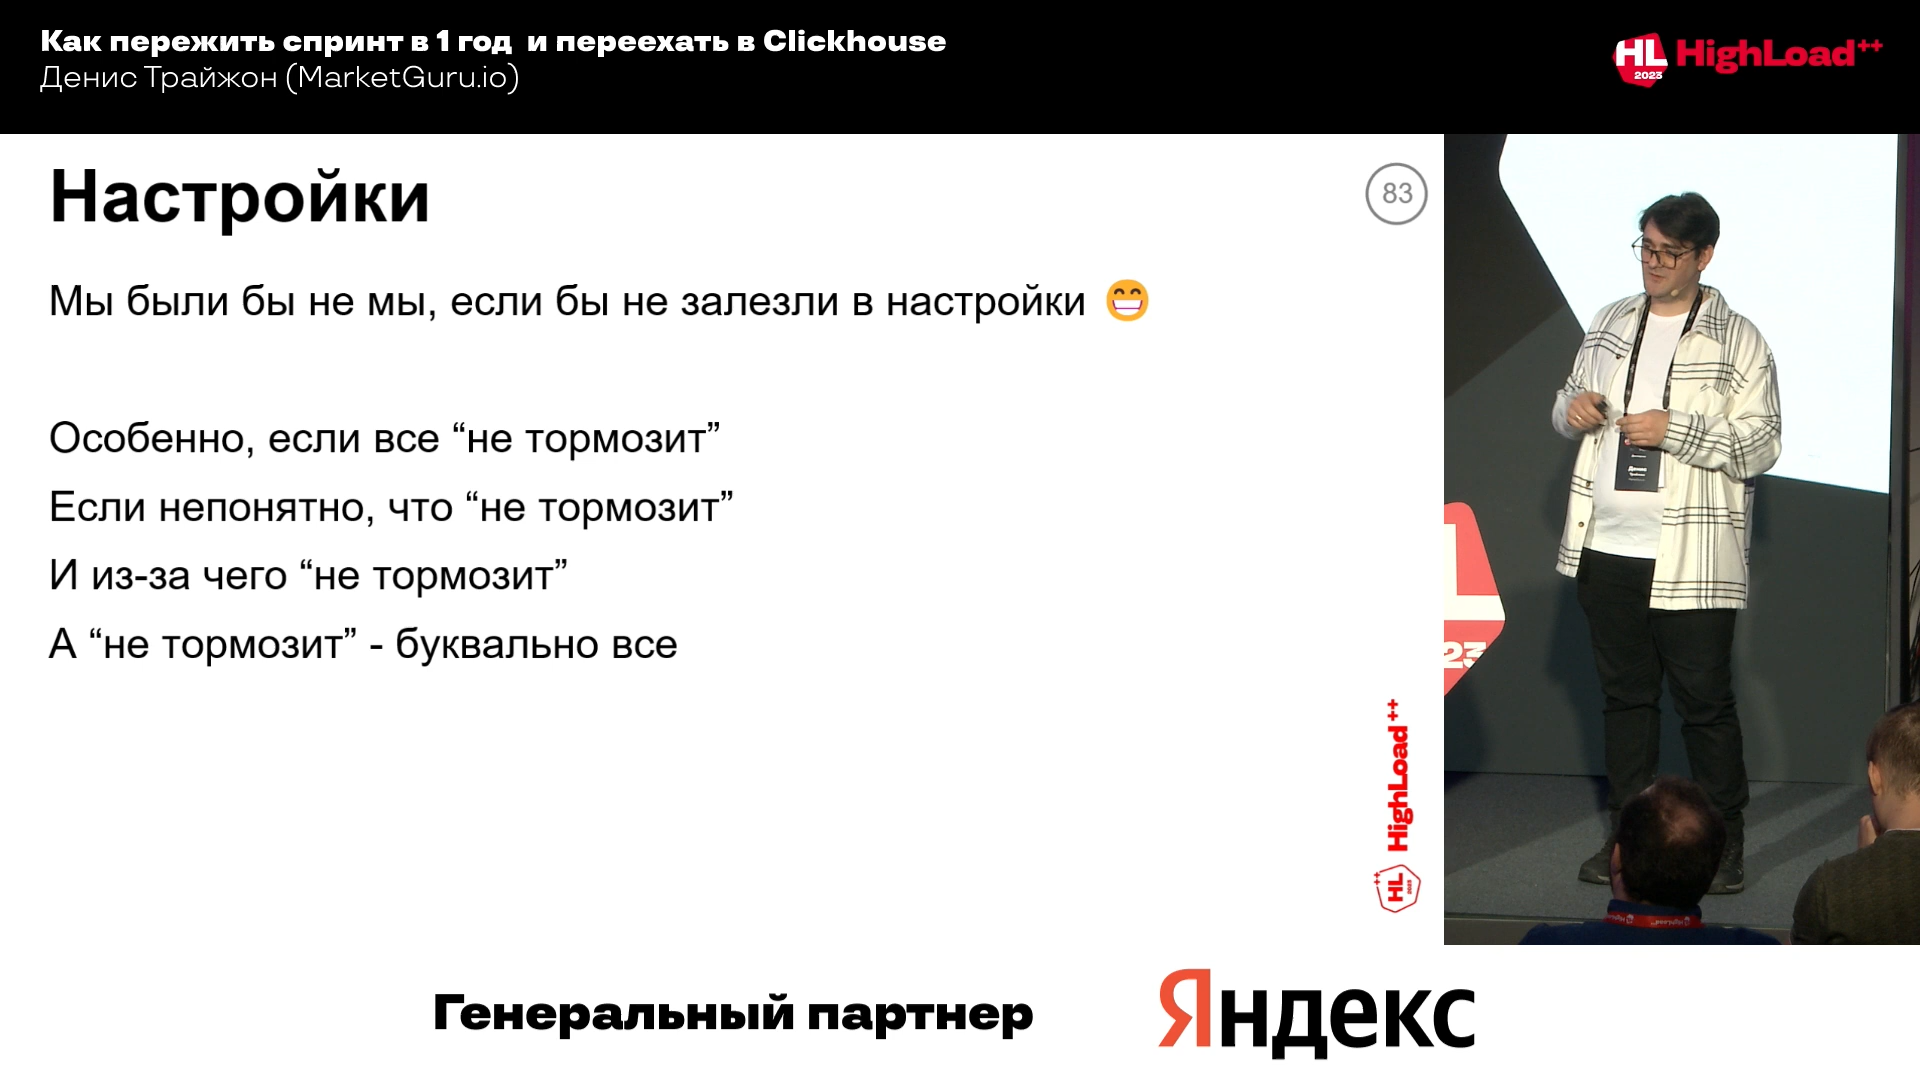 Как пережить спринт в 1 год и переехать в Clickhouse
Денис Трайжон (MarketGuru.io)
HL 2023 HighLoad++
Настройки
83
Мы были бы не мы, если бы не залезли в настройки
Особенно, если все “не тормозит”
Если непонятно, что “не тормозит”
И из-за чего “не тормозит”
А “не тормозит” - буквально все
HighLoad++
HL
Денис
Генеральный партнер
Яндекс